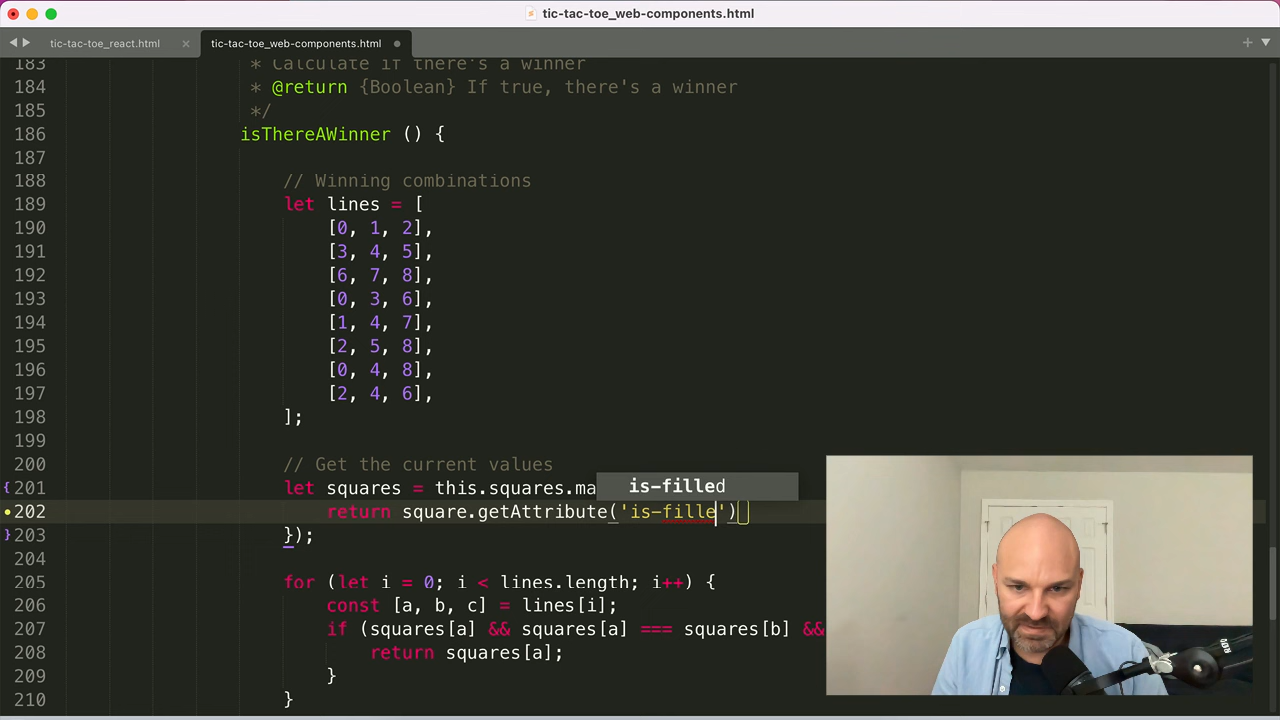 tic-tac-toe_web-components.html
tic-tac-toe_react.html
tic-tac-toe_web-components.html
183 * Calculate if there's a winner
184 * @return {Boolean} If true, there's a winner
185 */
186 isThereAWinner () {
187
188 // Winning combinations
189 let lines = [
190 [0, 1, 2],
191 [3, 4, 5],
192 [6, 7, 8],
193 [0, 3, 6],
194 [1, 4, 7],
195 [2, 5, 8],
196 [0, 4, 8],
197 [2, 4, 6],
198 ];
199
200 // Get the current values
is-filled
201 let squares = this.squares.ma
202 return square.getAttribute('is-fille')
203 });
204
205 for (let i = 0; i < lines.length; i++) {
206 const [a, b, c] = lines[i];
207 if (squares[a] && squares[a] === squares[b] &&
208 return squares[a];
209 }
210 }